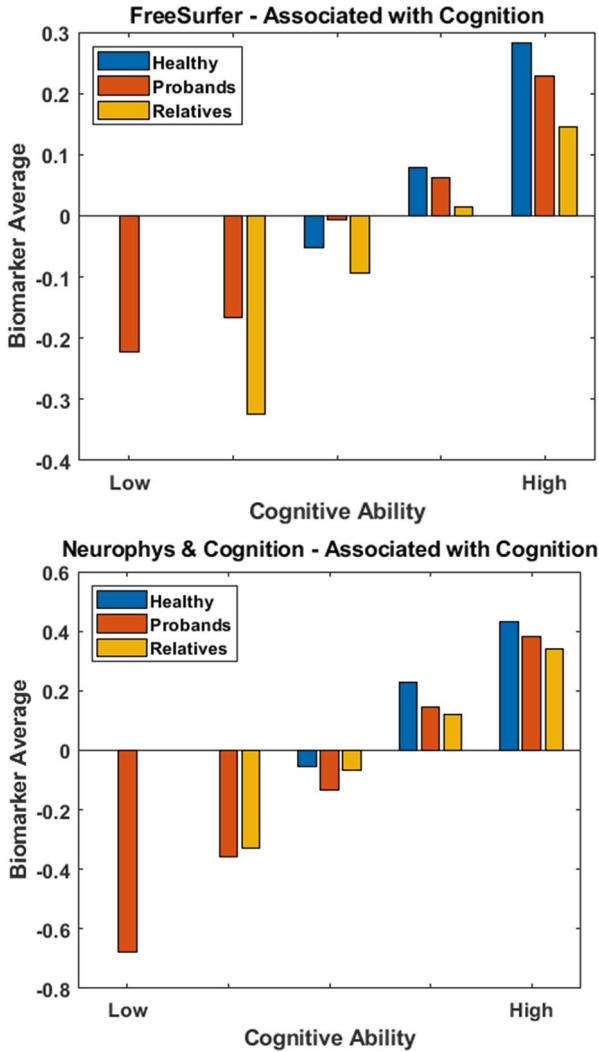 FreeSurfer - Associated with Cognition
0.3
0.2
0.1
0
-0.1
-0.2
-0.3
-0.4
Biomarker Average
Healthy
Probands
Relatives
Low
High
Cognitive Ability
Neurophys & Cognition - Associated with Cognition
0.6
0.4
0.2
0
-0.2
-0.4
-0.6
-0.8
Biomarker Average
Healthy
Probands
Relatives
Low
High
Cognitive Ability